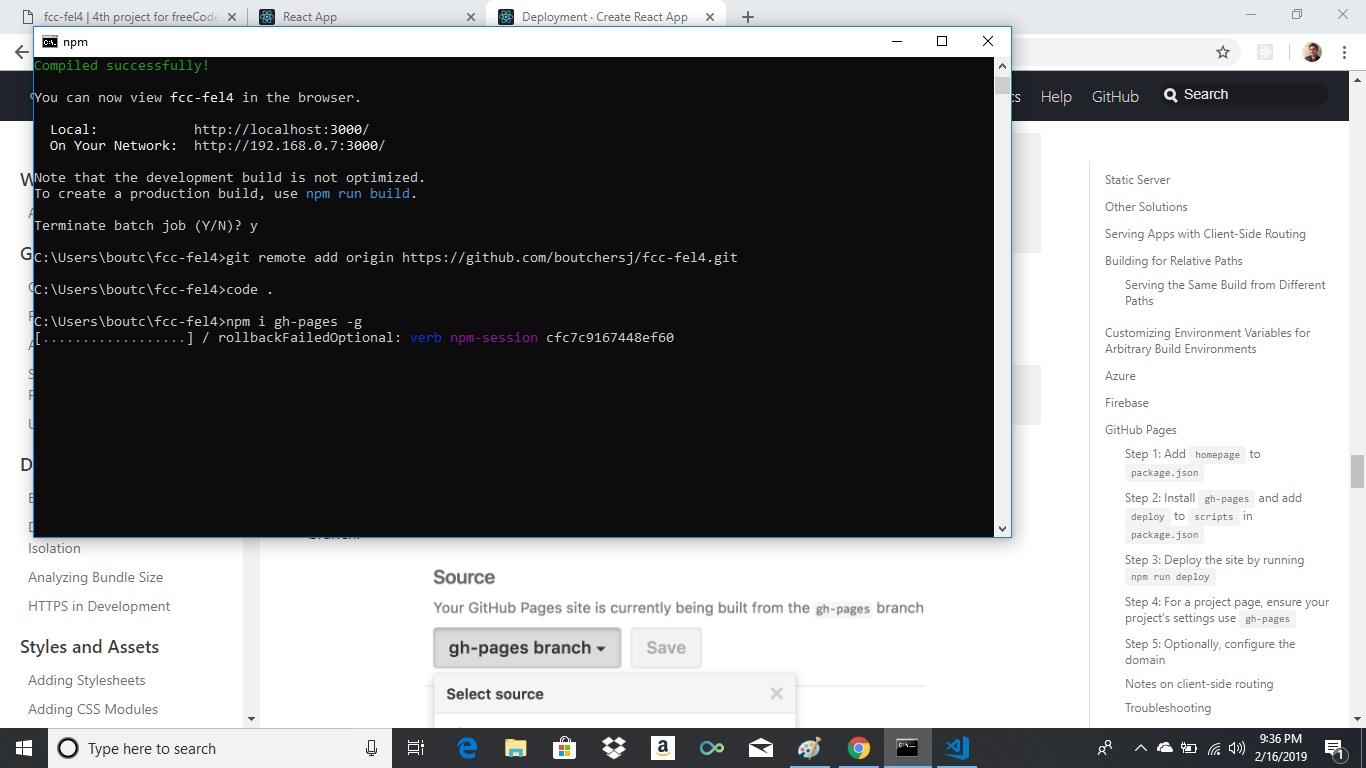 fcc-fel4 | 4th project for freeCode
React App
Deployment · Create React App
npm
Compiled successfully!
You can now view fcc-fel4 in the browser.
Local: http://localhost:3000/
On Your Network: http://192.168.0.7:3000/
Note that the development build is not optimized.
To create a production build, use npm run build.
Terminate batch job (Y/N)? y
C:\Users\boutc\fcc-fel4>git remote add origin https://github.com/boutchersj/fcc-fel4.git
C:\Users\boutc\fcc-fel4>code .
C:\Users\boutc\fcc-fel4>npm i gh-pages -g
[..................] / rollbackFailedOptional: verb npm-session cfc7c9167448ef60
Help GitHub Search
Isolation
Analyzing Bundle Size
HTTPS in Development
Styles and Assets
Adding Stylesheets
Adding CSS Modules
Source
Your GitHub Pages site is currently being built from the gh-pages branch
gh-pages branch
Save
Select source
Static Server
Other Solutions
Serving Apps with Client-Side Routing
Building for Relative Paths
Serving the Same Build from Different
Paths
Customizing Environment Variables for
Arbitrary Build Environments
Azure
Firebase
GitHub Pages
Step 1: Add homepage to
package.json
Step 2: Install gh-pages and add
deploy to scripts in
package.json
Step 3: Deploy the site by running
npm run deploy
Step 4: For a project page, ensure your
project's settings use gh-pages
Step 5: Optionally, configure the
domain
Notes on client-side routing
Troubleshooting
Type here to search
9:36 PM
2/16/2019
1